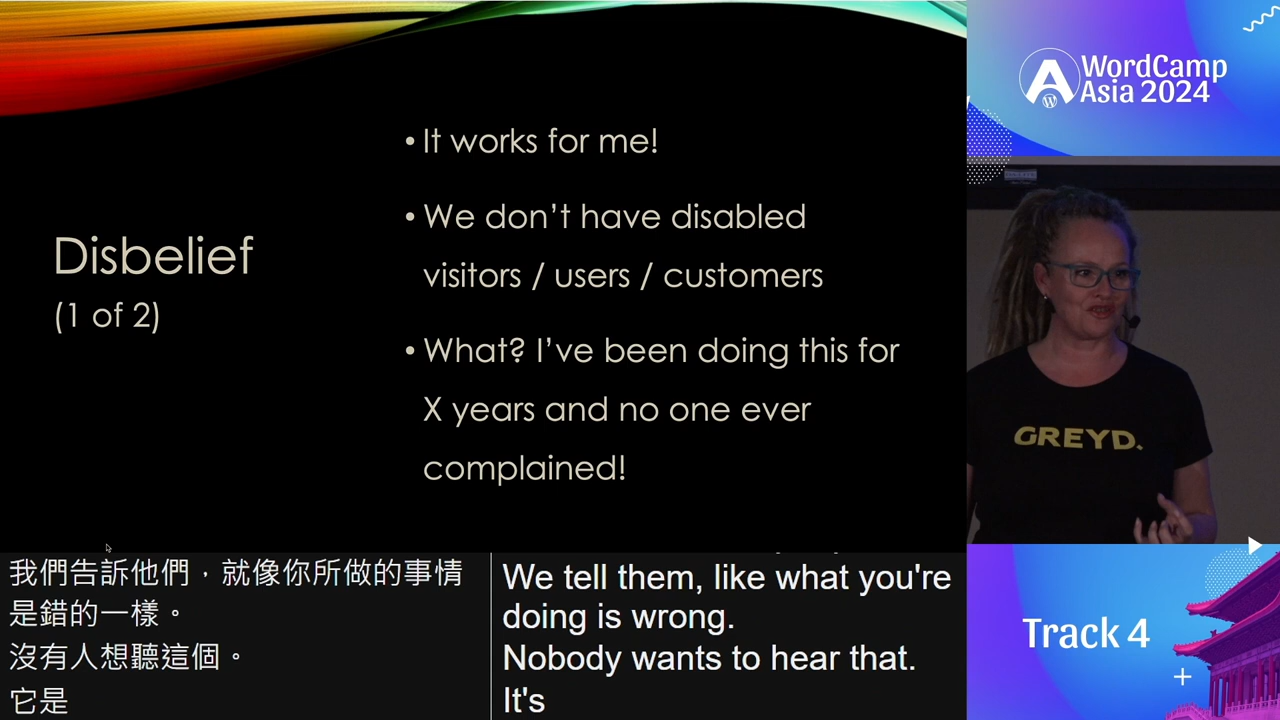 Disbelief
(1 of 2)
• It works for me!
• We don't have disabled
visitors / users / customers
• What? I've been doing this for
X years and no one ever
complained!
WordCamp
Asia 2024
GREYD.
Track 4
我們告訴他們，就像你所做的事情
是錯的一樣。
沒有人想聽這個。
它是
We tell them, like what you're
doing is wrong.
Nobody wants to hear that.
It's